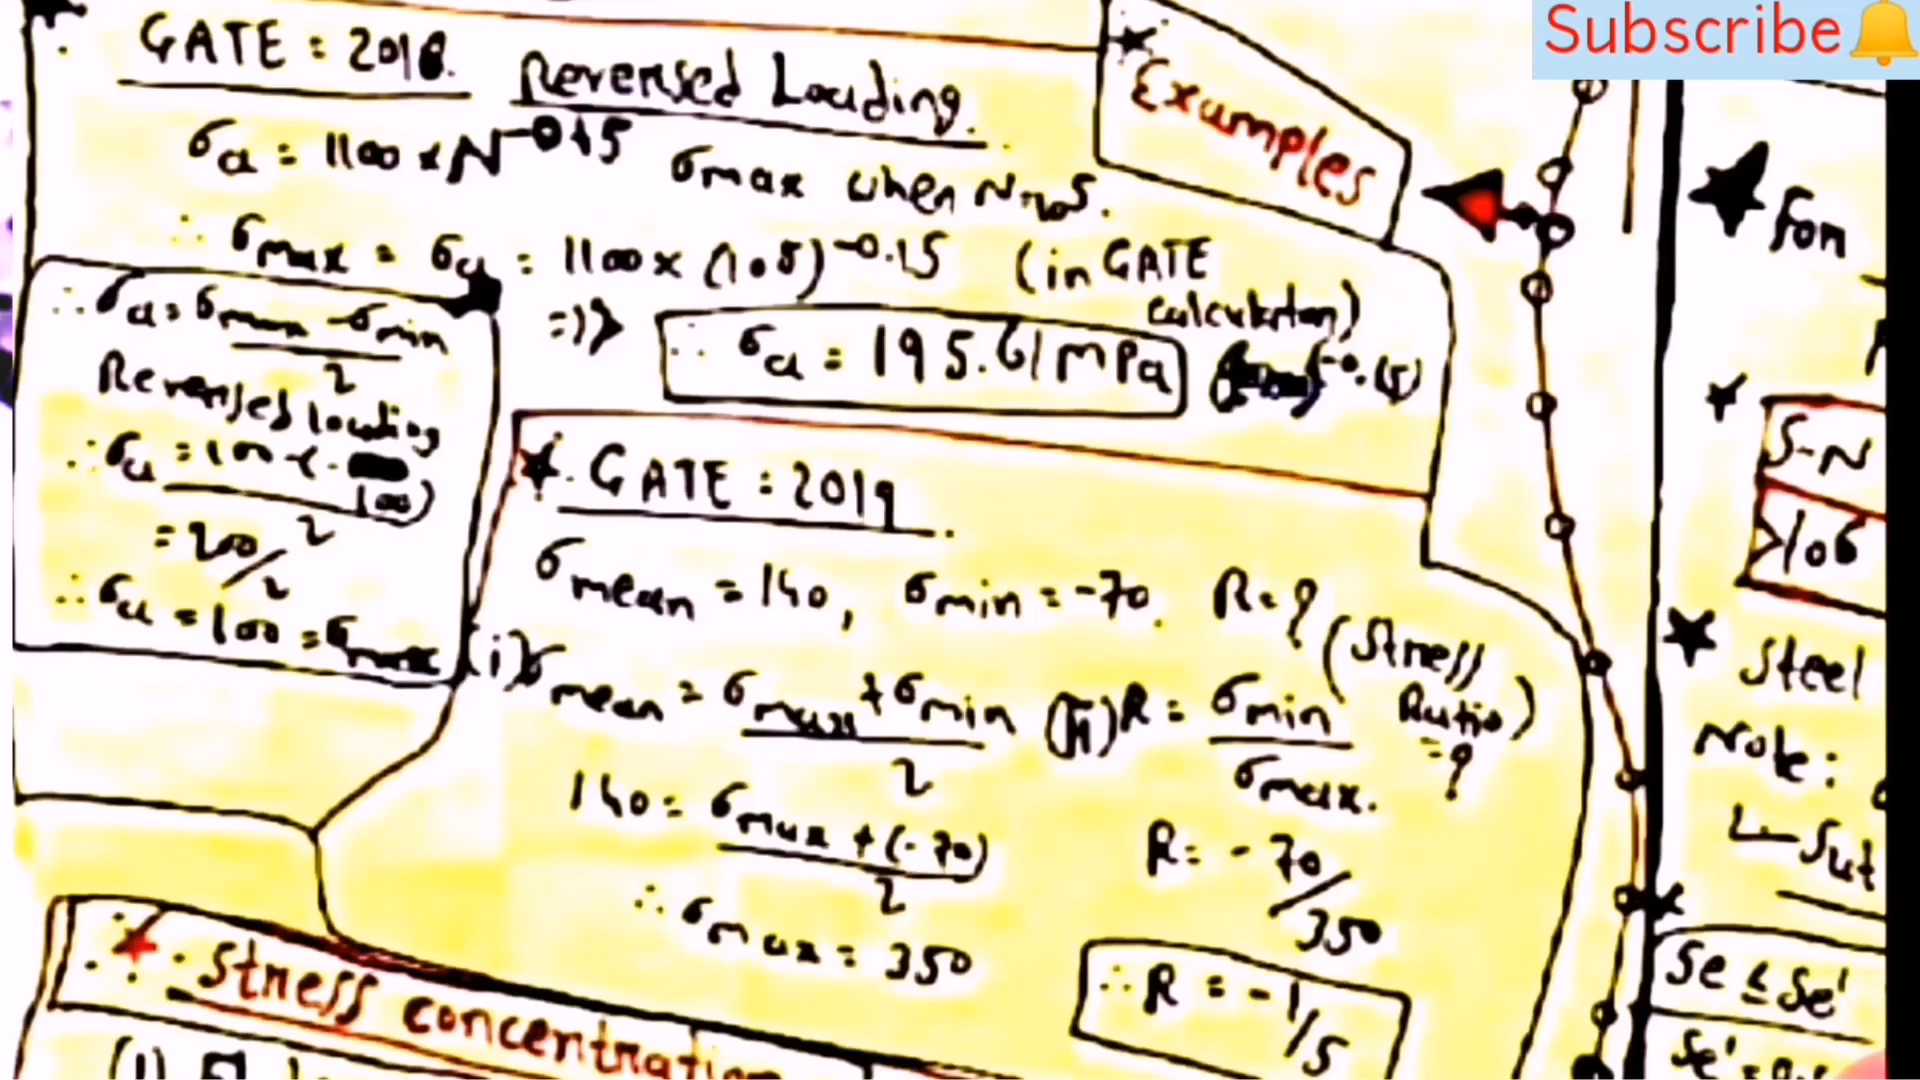 Subscribe
GATE : 2018.
Reversed Loading.
σa = 1100 × N^-0.15 σmax when N=10^5.
∴ σmax = σa = 1100 × (10^5)^-0.15 (in GATE calculator)
=>> ∴ σa = 195.61 MPa
∴ σa = σmax - σmin / 2
Reversed loading
∴ σa = 100 - (-100) / 2
= 200/2
∴ σa = 100 = σmax
★ Examples
★ GATE : 2019
σmean = 140, σmin = -70. R = ? (Stress Ratio) = ?
(i) σmean = σmax + σmin / 2
140 = σmax + (-70) / 2
∴ σmax = 350
(ii) R = σmin / σmax.
R = -70/350
∴ R = -1/5
★ Stress concentration
(1)
★ for
★ S-N
>10^6
★ Steel
Note:
Sut
Se ≤ Se'
Se' =